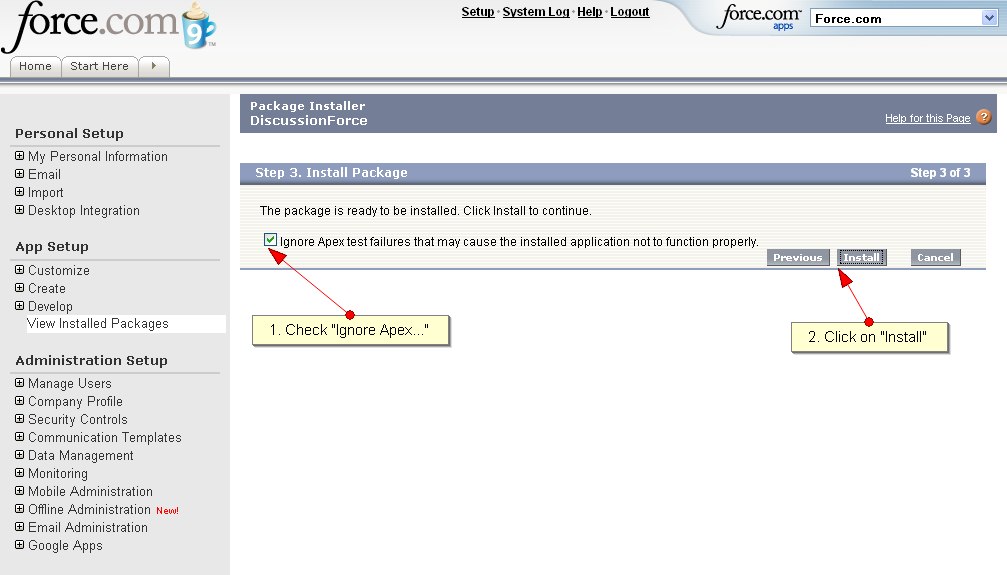 force.com
9
TM
Setup · System Log · Help · Logout
force.com
apps
Force.com
Home
Start Here
Personal Setup
My Personal Information
Email
Import
Desktop Integration
App Setup
Customize
Create
Develop
View Installed Packages
Administration Setup
Manage Users
Company Profile
Security Controls
Communication Templates
Data Management
Monitoring
Mobile Administration
Offline Administration New!
Email Administration
Google Apps
Package Installer
DiscussionForce
Help for this Page ?
Step 3. Install Package
Step 3 of 3
The package is ready to be installed. Click Install to continue.
Ignore Apex test failures that may cause the installed application not to function properly.
Previous Install Cancel
1. Check "Ignore Apex..."
2. Click on "Install"